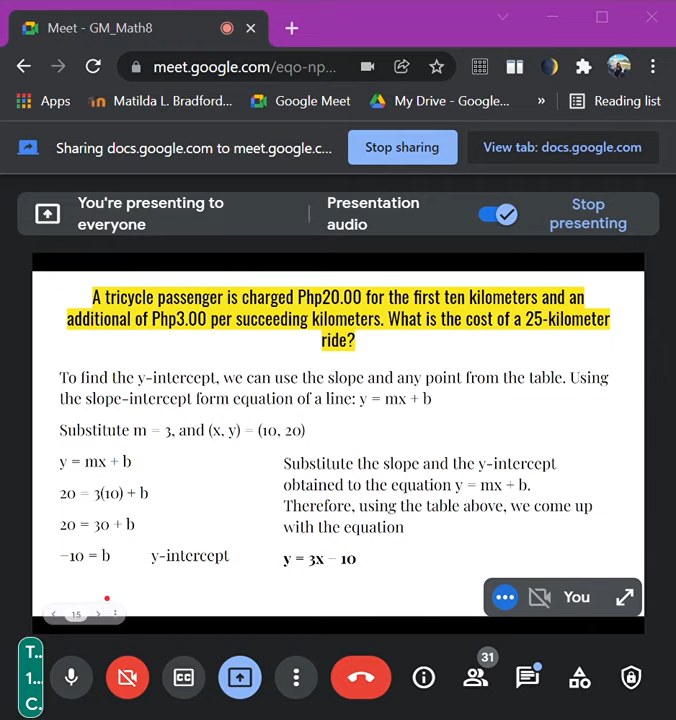 Meet - GM_Math8
meet.google.com/eqo-np...
Apps
Matilda L. Bradford...
Google Meet
My Drive - Google...
»
Reading list
Sharing docs.google.com to meet.google.c...
Stop sharing
View tab: docs.google.com
You're presenting to
everyone
Presentation
audio
Stop
presenting
A tricycle passenger is charged Php20.00 for the first ten kilometers and an
additional of Php3.00 per succeeding kilometers. What is the cost of a 25-kilometer
ride?
To find the y-intercept, we can use the slope and any point from the table. Using
the slope-intercept form equation of a line: y = mx + b
Substitute m = 3, and (x, y) = (10, 20)
y = mx + b
20 = 3(10) + b
20 = 30 + b
−10 = b y-intercept
Substitute the slope and the y-intercept
obtained to the equation y = mx + b.
Therefore, using the table above, we come up
with the equation
y = 3x − 10
15
You
T..
1...
C.
CC
31